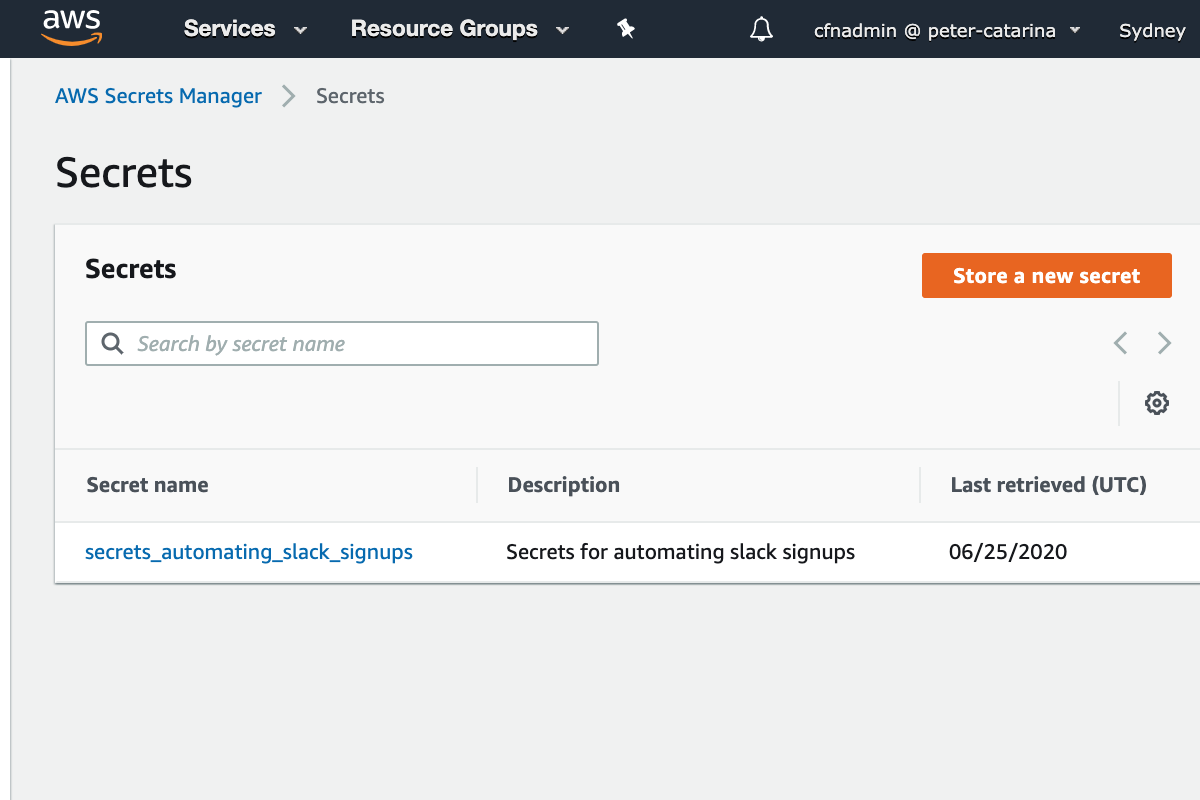 aws Services Resource Groups cfnadmin @ peter-catarina Sydney
AWS Secrets Manager Secrets
Secrets
Secrets
Store a new secret
Search by secret name
Secret name Description Last retrieved (UTC)
secrets_automating_slack_signups Secrets for automating slack signups 06/25/2020